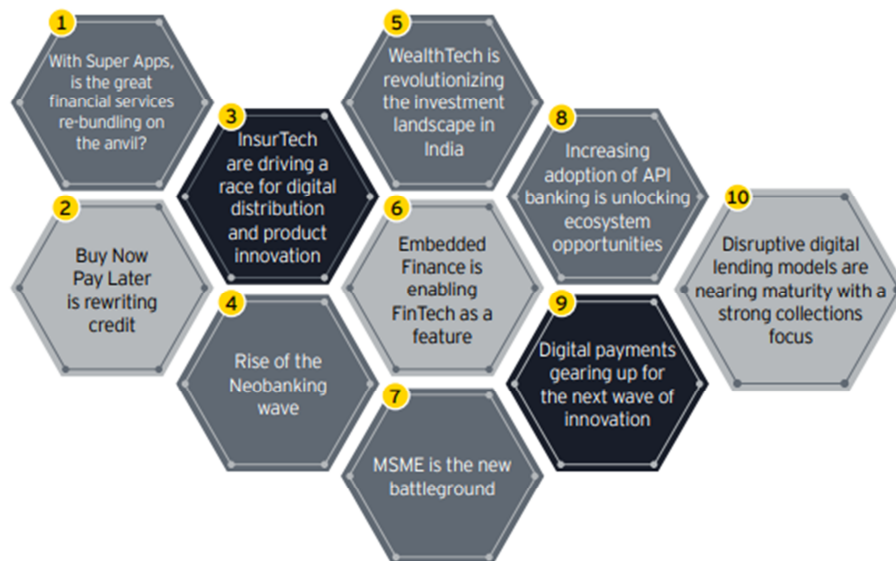 1
With Super Apps,
is the great
financial services
re-bundling on
the anvil?
2
Buy Now
Pay Later
is rewriting
credit
3
InsurTech
are driving a
race for digital
distribution
and product
innovation
4
Rise of the
Neobanking
wave
5
WealthTech is
revolutionizing
the investment
landscape in
India
6
Embedded
Finance is
enabling
FinTech as a
feature
7
MSME is the new
battleground
8
Increasing
adoption of API
banking is unlocking
ecosystem
opportunities
9
Digital payments
gearing up for
the next wave of
innovation
10
Disruptive digital
lending models are
nearing maturity with a
strong collections
focus